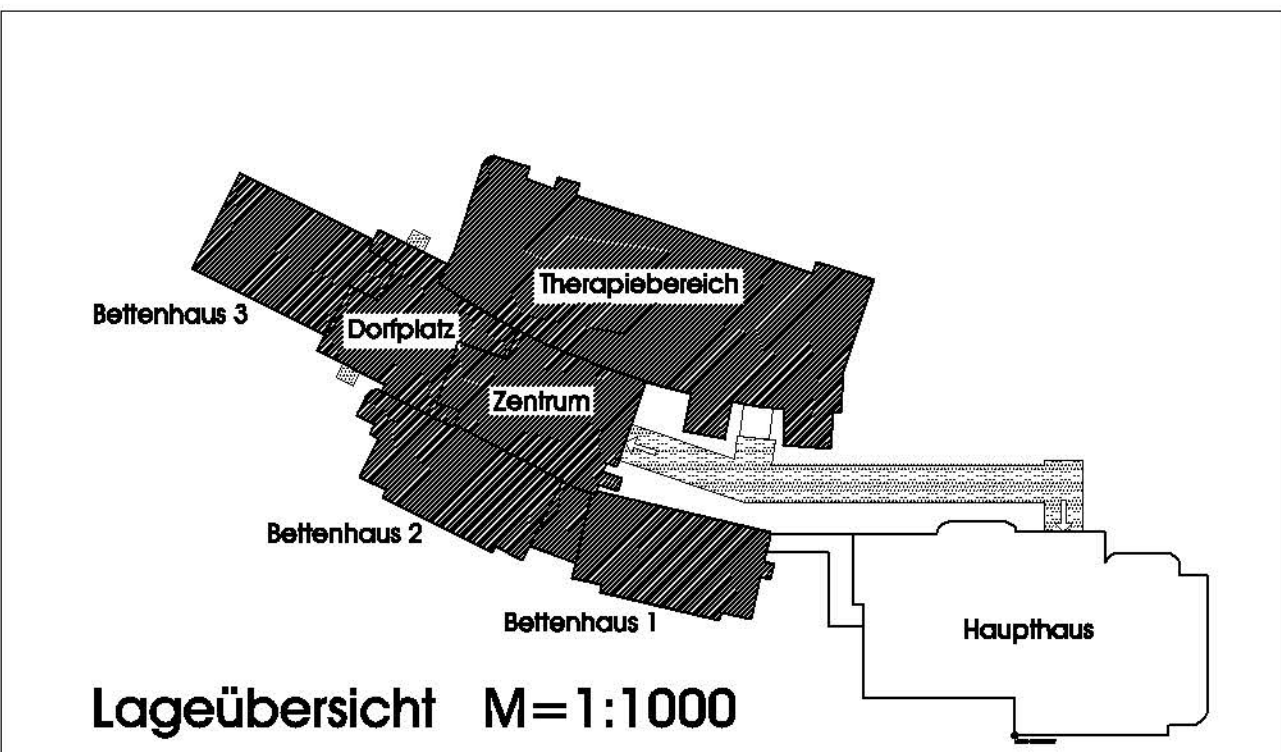 Therapiebereich
Bettenhaus 3
Dorfplatz
Zentrum
Bettenhaus 2
Bettenhaus 1
Haupthaus
Lageübersicht M=1:1000